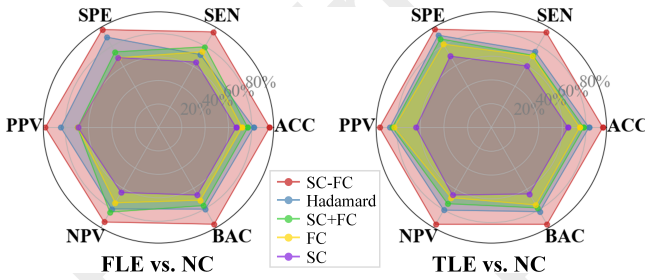 SPE SEN
SPE SEN
80%
60%
40%
20%
80%
60%
40%
20%
PPV ACC
PPV ACC
SC-FC
Hadamard
SC+FC
FC
SC
NPV BAC
NPV BAC
FLE vs. NC
TLE vs. NC